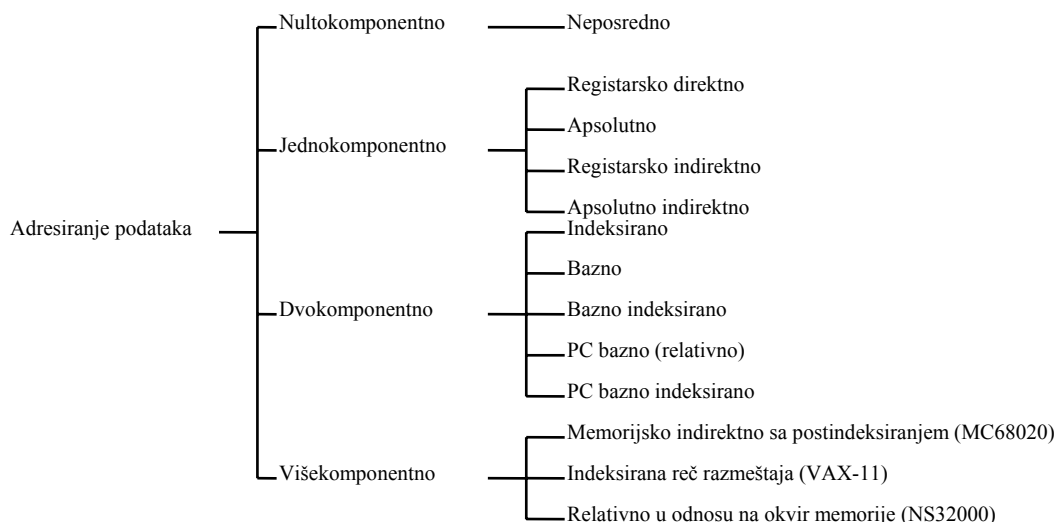 Nultokomponentno
Neposredno
Registarsko direktno
Apsolutno
Jednokomponentno
Registarsko indirektno
Apsolutno indirektno
Adresiranje podataka
Indeksirano
Bazno
Dvokomponentno
Bazno indeksirano
PC bazno (relativno)
PC bazno indeksirano
Memorijsko indirektno sa postindeksiranjem (MC68020)
Višekomponentno
Indeksirana reč razmeštaja (VAX-11)
Relativno u odnosu na okvir memorije (NS32000)